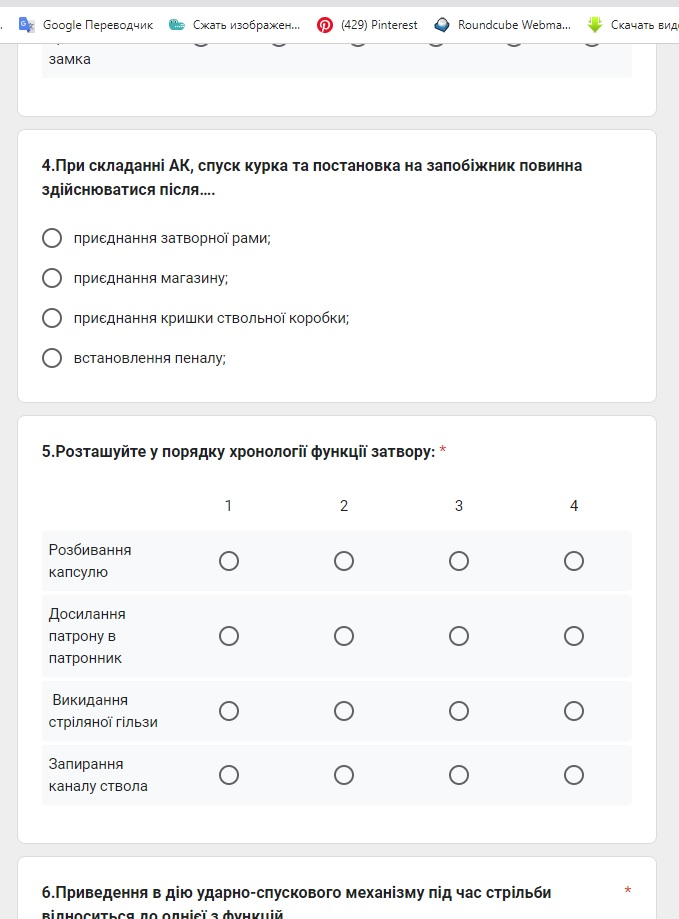 Google Переводчик Сжать изображен... (429) Pinterest Roundcube Webma... Скачать вид
замка
4.При складанні АК, спуск курка та постановка на запобіжник повинна
здійснюватися після....
приєднання затворної рами;
приєднання магазину;
приєднання кришки ствольної коробки;
встановлення пеналу;
5.Розташуйте у порядку хронології функції затвору: *
1 2 3 4
Розбивання
капсулю
Досилання
патрону в
патронник
Викидання
стріляної гільзи
Запирання
каналу ствола
6.Приведення в дію ударно-спускового механізму під час стрільби *
відноситься до однієї з функцій